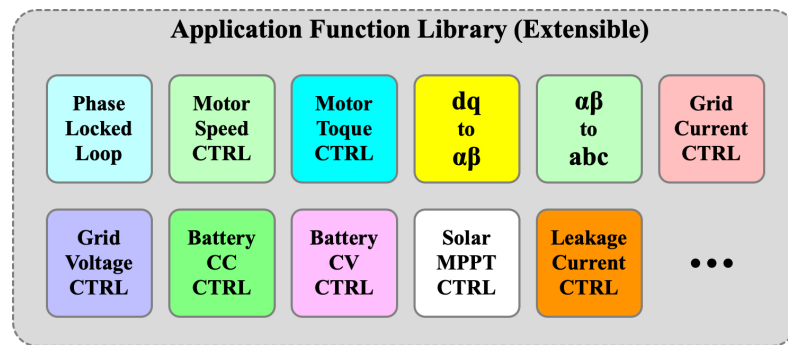 Application Function Library (Extensible)
Phase
Locked
Loop
Motor
Speed
CTRL
Motor
Toque
CTRL
dq
to
αβ
αβ
to
abc
Grid
Current
CTRL
Grid
Voltage
CTRL
Battery
CC
CTRL
Battery
CV
CTRL
Solar
MPPT
CTRL
Leakage
Current
CTRL
•••